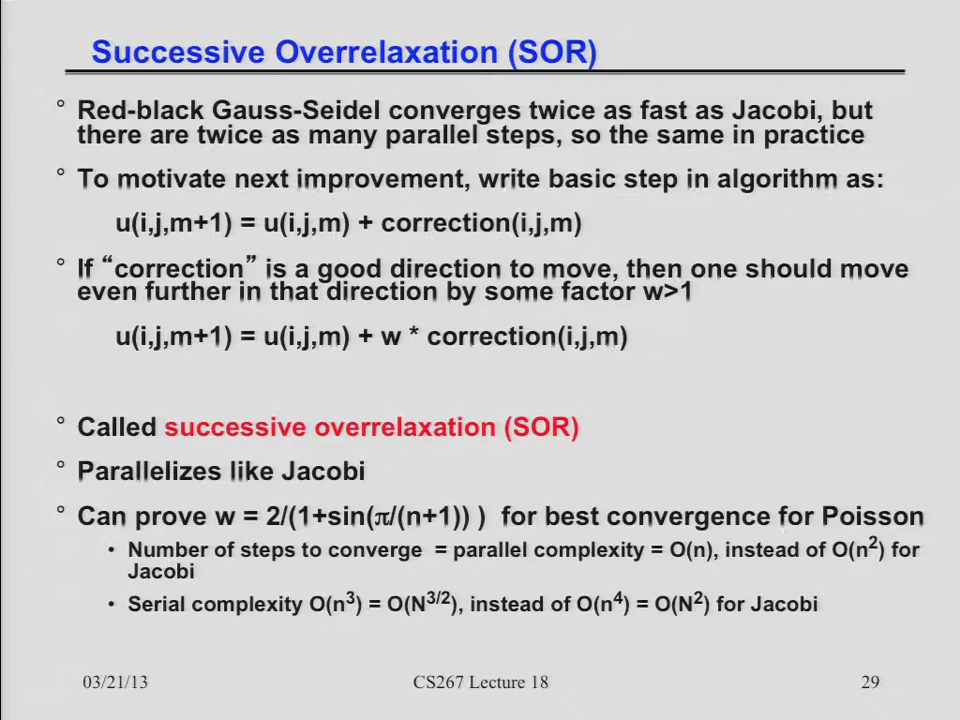 Successive Overrelaxation (SOR)
° Red-black Gauss-Seidel converges twice as fast as Jacobi, but
there are twice as many parallel steps, so the same in practice
° To motivate next improvement, write basic step in algorithm as:
u(i,j,m+1) = u(i,j,m) + correction(i,j,m)
° If “correction” is a good direction to move, then one should move
even further in that direction by some factor w>1
u(i,j,m+1) = u(i,j,m) + w * correction(i,j,m)
° Called successive overrelaxation (SOR)
° Parallelizes like Jacobi
° Can prove w = 2/(1+sin(π/(n+1)) ) for best convergence for Poisson
• Number of steps to converge = parallel complexity = O(n), instead of O(n²) for
Jacobi
• Serial complexity O(n³) = O(N^3/2), instead of O(n⁴) = O(N²) for Jacobi
03/21/13 CS267 Lecture 18 29